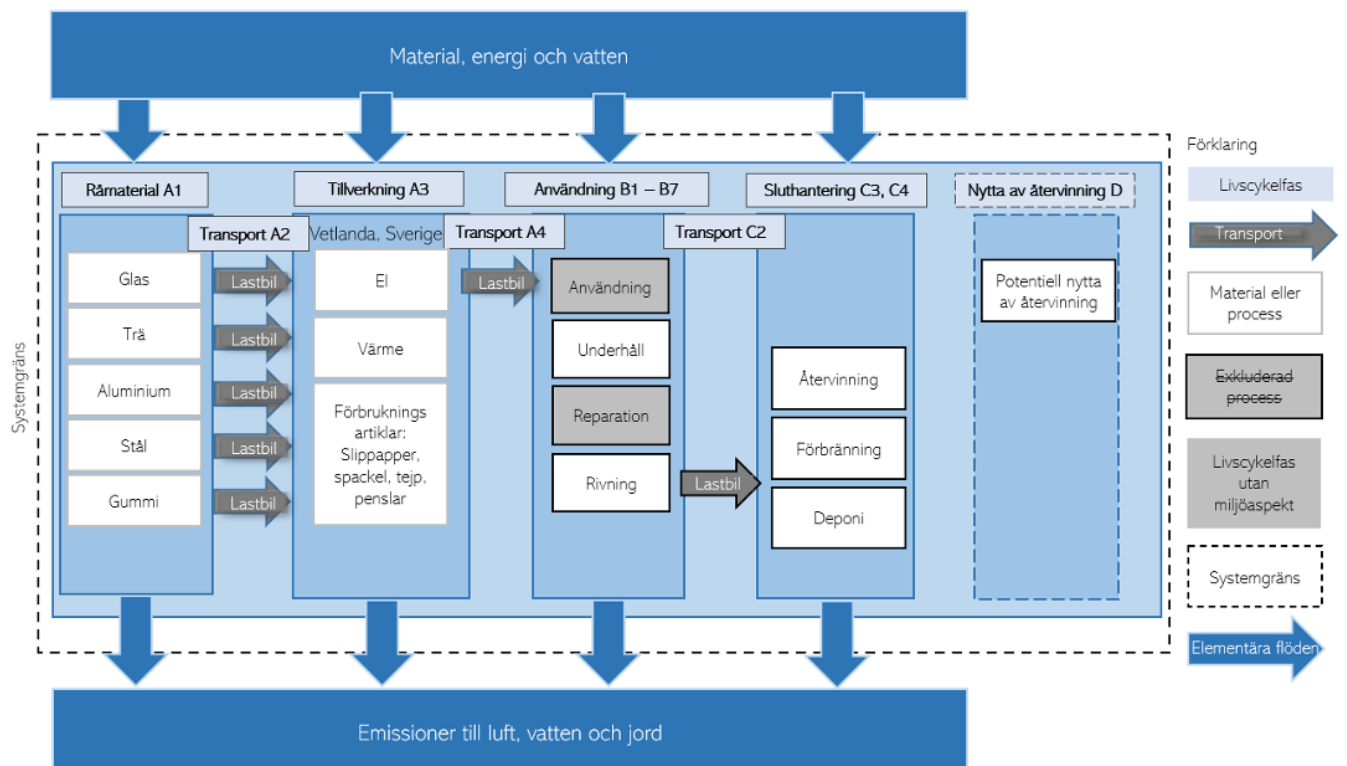 Material, energi och vatten
Systemgräns
Råmaterial A1
Glas
Trä
Aluminium
Stål
Gummi
Transport A2
Lastbil
Lastbil
Lastbil
Lastbil
Lastbil
Tillverkning A3
Vetlanda, Sverige
El
Värme
Förbruknings
artiklar:
Slippapper,
spackel, tejp,
penslar
Transport A4
Lastbil
Användning B1 – B7
Användning
Underhåll
Reparation
Rivning
Transport C2
Lastbil
Sluthantering C3, C4
Återvinning
Förbränning
Deponi
Nytta av återvinning D
Potentiell nytta
av återvinning
Förklaring
Livscykelfas
Transport
Material eller
process
Exkluderad
process
Livscykelfas
utan
miljöaspekt
Systemgräns
Elementära flöden
Emissioner till luft, vatten och jord